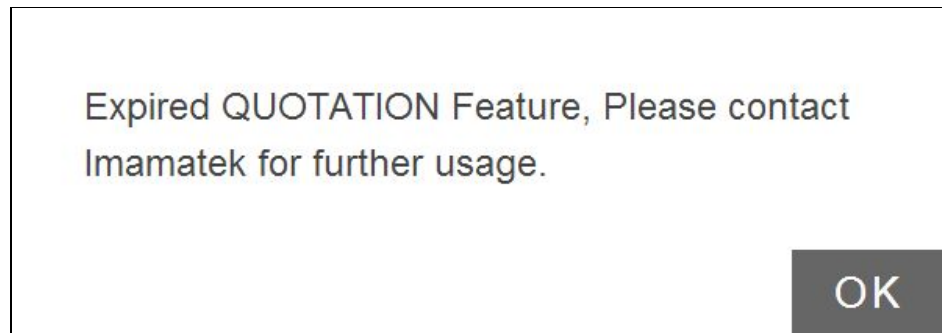 Expired QUOTATION Feature, Please contact
Imamatek for further usage.
OK